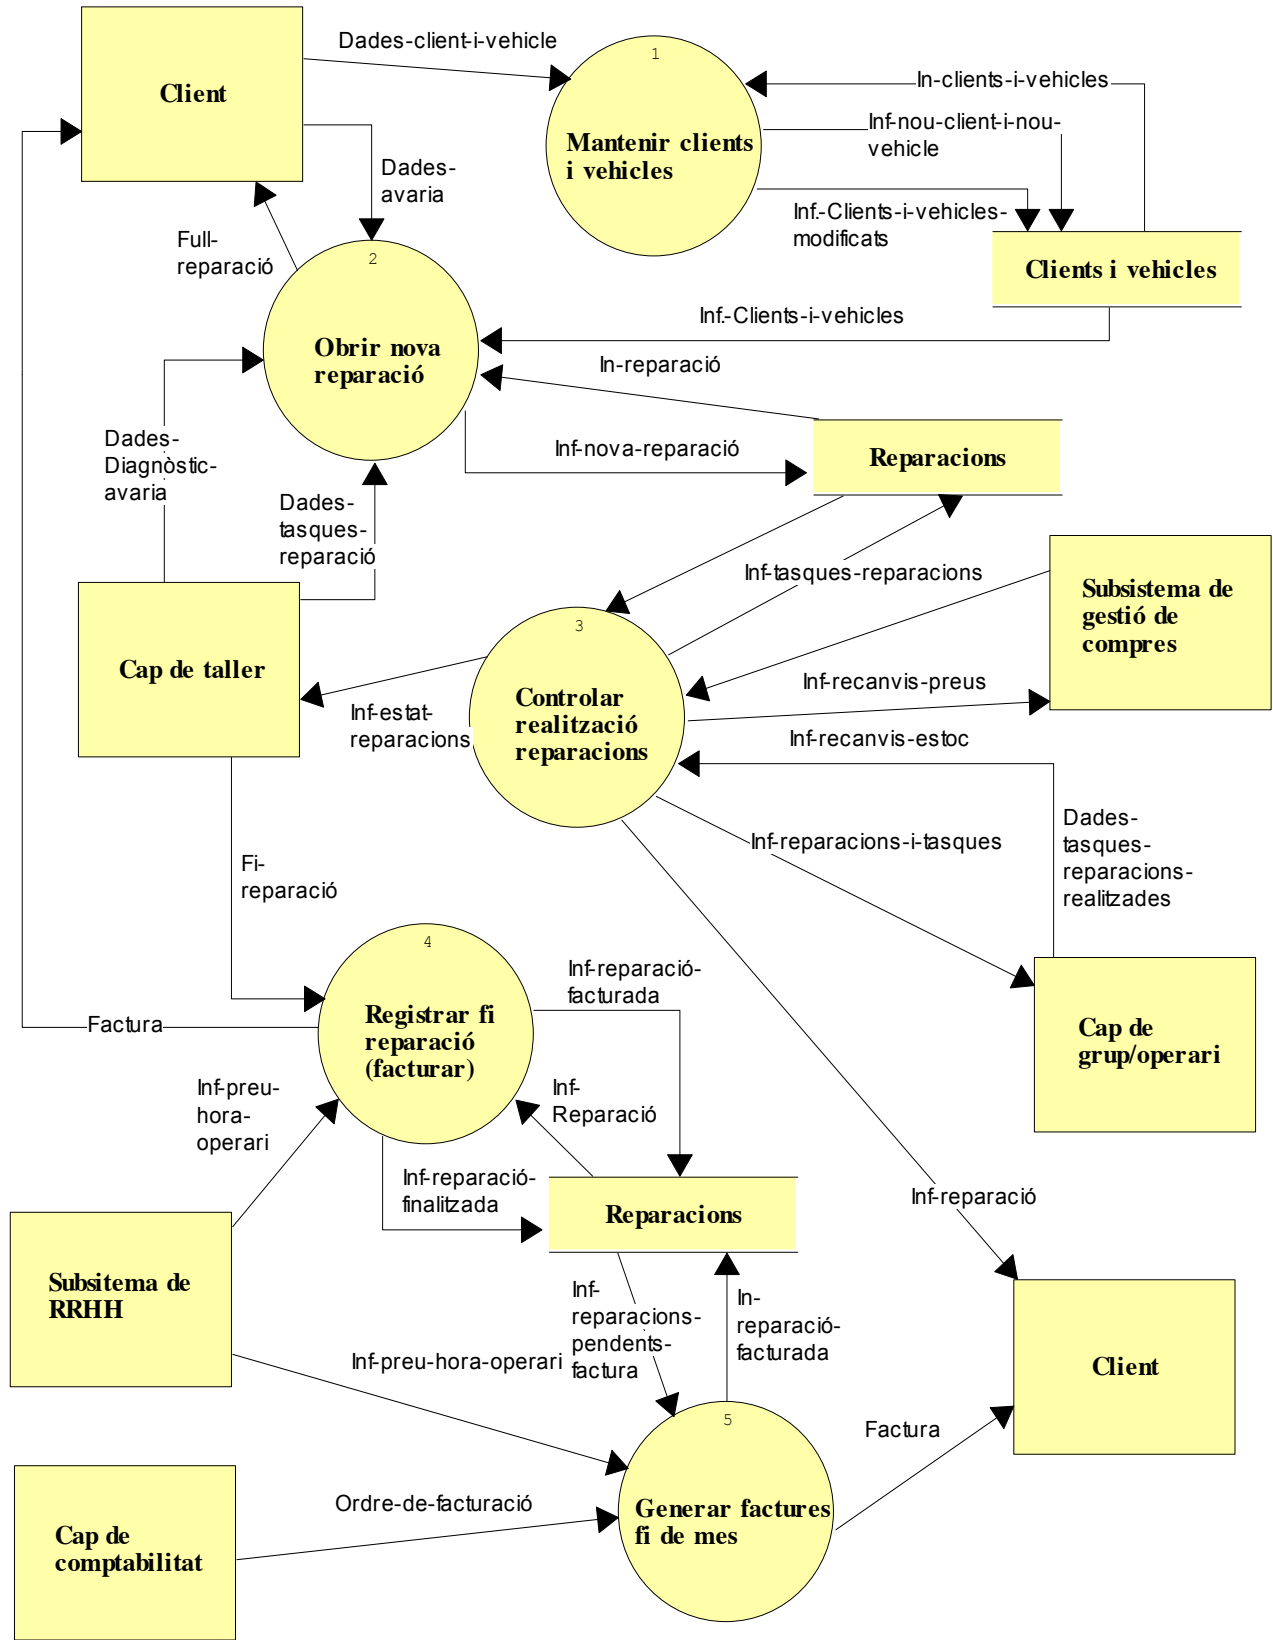 Dades-client-i-vehicle
1
Client
In-clients-i-vehicles
Mantenir clients
i vehicles
Inf-nou-client-i-nou-
vehicle
Dades-
avaria
Inf.-Clients-i-vehicles-
modificats
Full-
reparació
2
Clients i vehicles
Inf.-Clients-i-vehicles
Obrir nova
reparació
In-reparació
Dades-
Diagnòstic-
avaria
Inf-nova-reparació
Reparacions
Dades-
tasques-
reparació
Inf-tasques-reparacions
Subsistema de
gestió de
compres
3
Cap de taller
Controlar
realització
reparacions
Inf-recanvis-preus
Inf-estat-
reparacions
Inf-recanvis-estoc
Inf-reparacions-i-tasques
Dades-
tasques-
reparacions-
realitzades
Fi-
reparació
4
Inf-reparació-
facturada
Registrar fi
reparació
(facturar)
Factura
Cap de
grup/operari
Inf-preu-
hora-
operari
Inf-
Reparació
Inf-reparació-
finalitzada
Inf-reparació
Reparacions
Subsitema de
RRHH
Inf-
reparacions-
pendents-
factura
In-
reparació-
facturada
Inf-preu-hora-operari
Client
5
Factura
Ordre-de-facturació
Generar factures
fi de mes
Cap de
comptabilitat